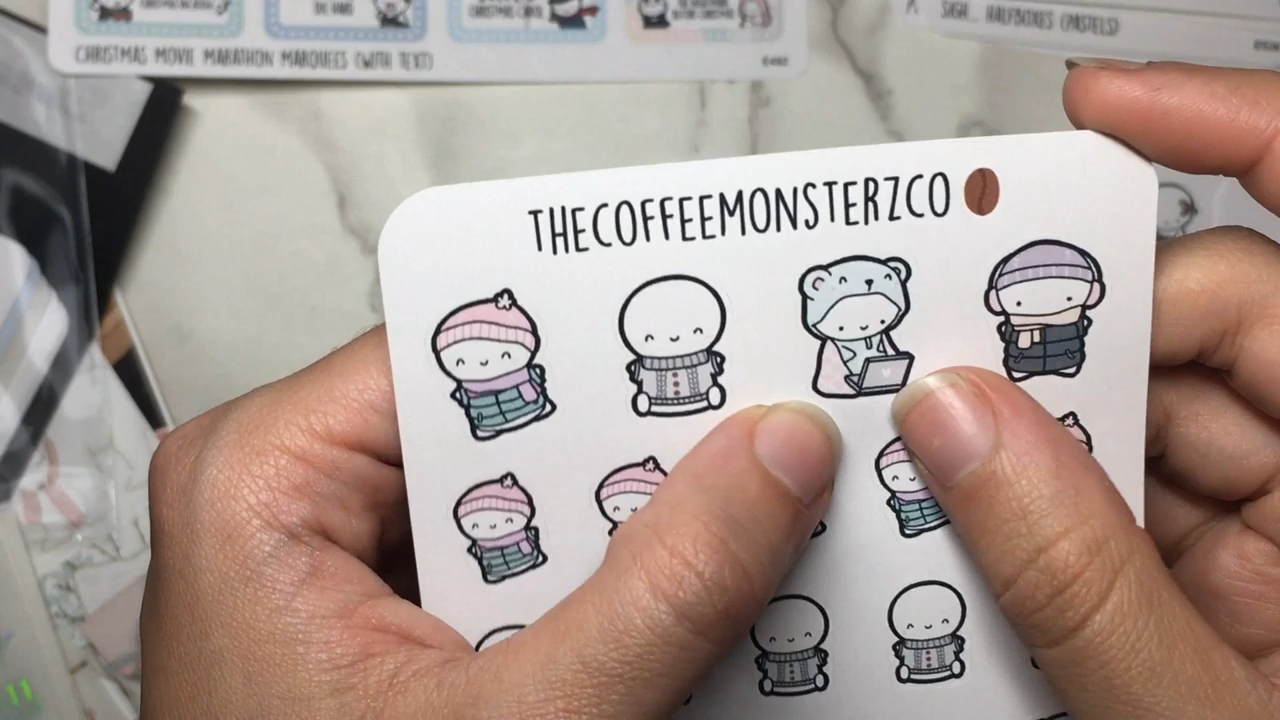 CHRISTMAS MOVIE MARATHON MARQUEES (WITH TEXT)
SIGH... HALFBOXES (PASTELS)
THECOFFEEMONSTERZCO